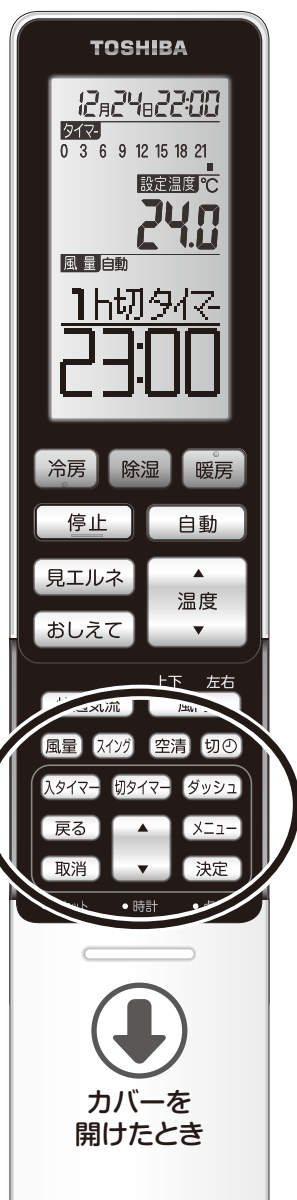 TOSHIBA
12月24日22:00
タイマー
0 3 6 9 12 15 18 21
設定温度 ℃
24.0
風量 自動
1h切タイマー
23:00
冷房 除湿 暖房
停止 自動
見エルネ
温度
おしえて
上下 左右
風量 スイング 空清 切
入タイマー 切タイマー ダッシュ
戻る メニュー
取消 決定
時計
カバーを
開けたとき